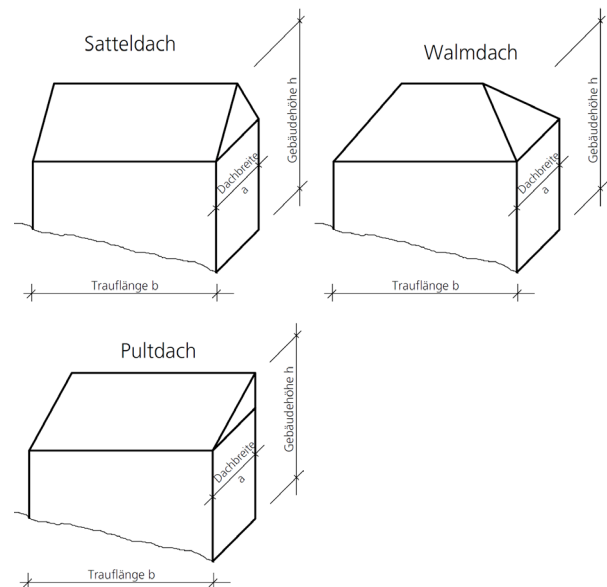 Satteldach
Gebäudehöhe h
Dachbreite
a
Trauflänge b
Walmdach
Gebäudehöhe h
Dachbreite
a
Trauflänge b
Pultdach
Gebäudehöhe h
Dachbreite
a
Trauflänge b